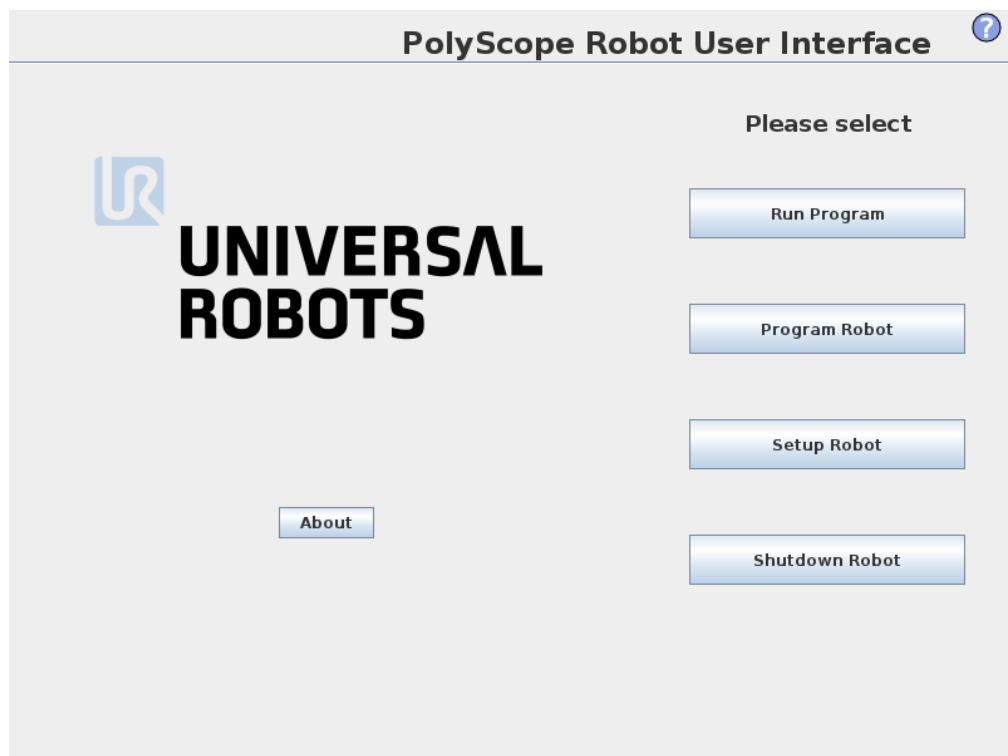 PolyScope Robot User Interface
?
Please select
UR
UNIVERSAL
ROBOTS
Run Program
Program Robot
Setup Robot
About
Shutdown Robot